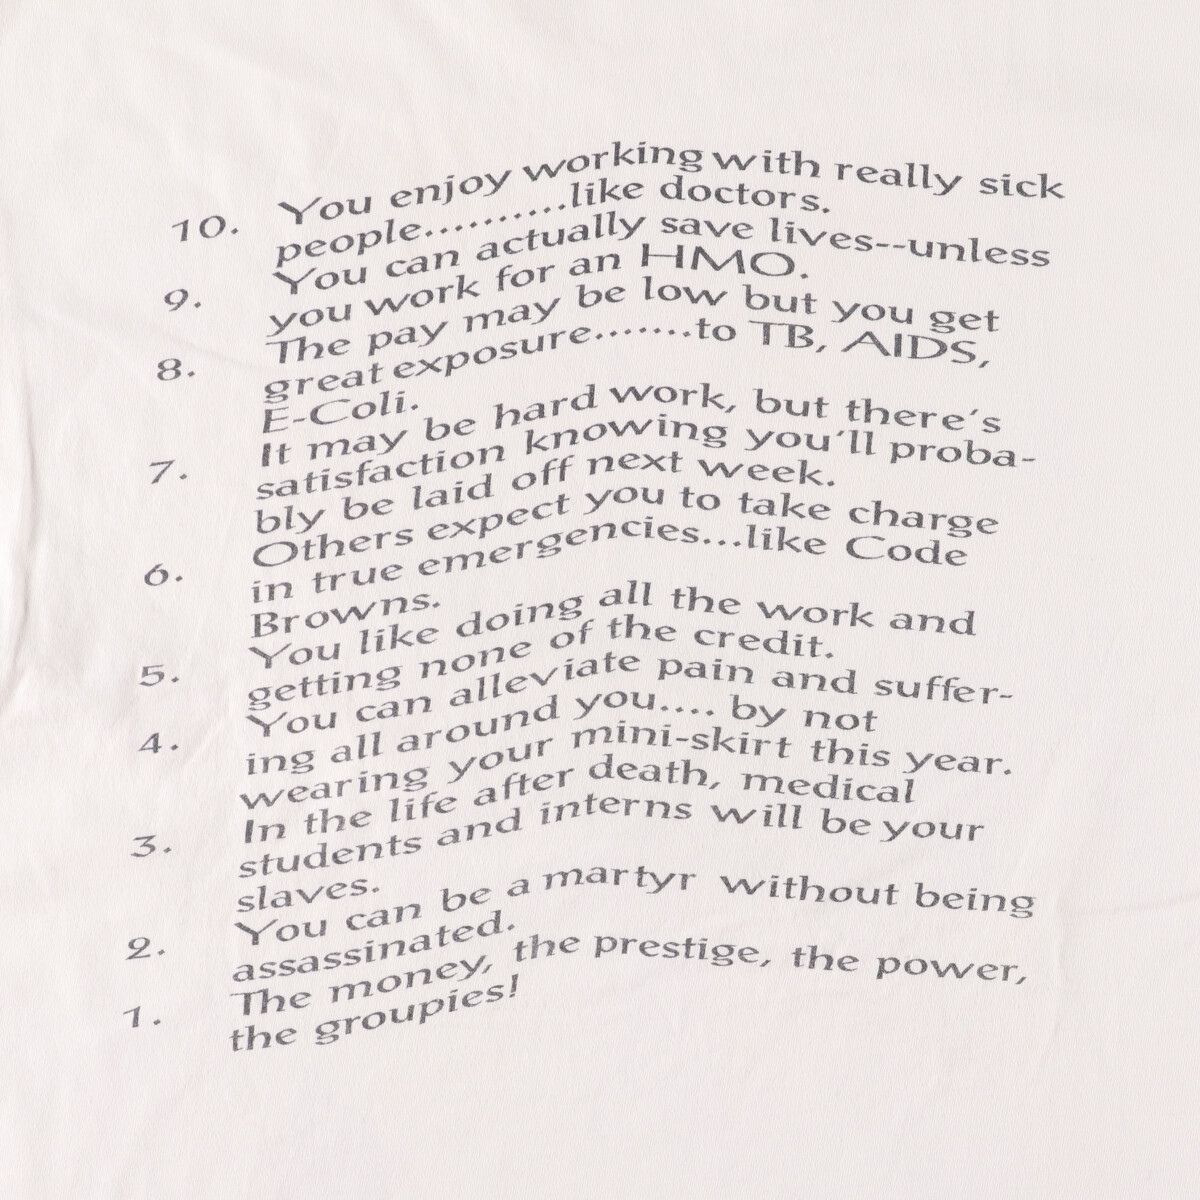 10. You enjoy working with really sick
people..........like doctors.
9. You can actually save lives--unless
you work for an HMO.
8. The pay may be low but you get
great exposure.......to TB, AIDS,
E-Coli.
7. It may be hard work, but there's
satisfaction knowing you'll proba-
bly be laid off next week.
6. Others expect you to take charge
in true emergencies...like Code
Browns.
5. You like doing all the work and
getting none of the credit.
4. You can alleviate pain and suffer-
ing all around you.... by not
wearing your mini-skirt this year.
3. In the life after death, medical
students and interns will be your
slaves.
2. You can be a martyr without being
assassinated.
1. The money, the prestige, the power,
the groupies!